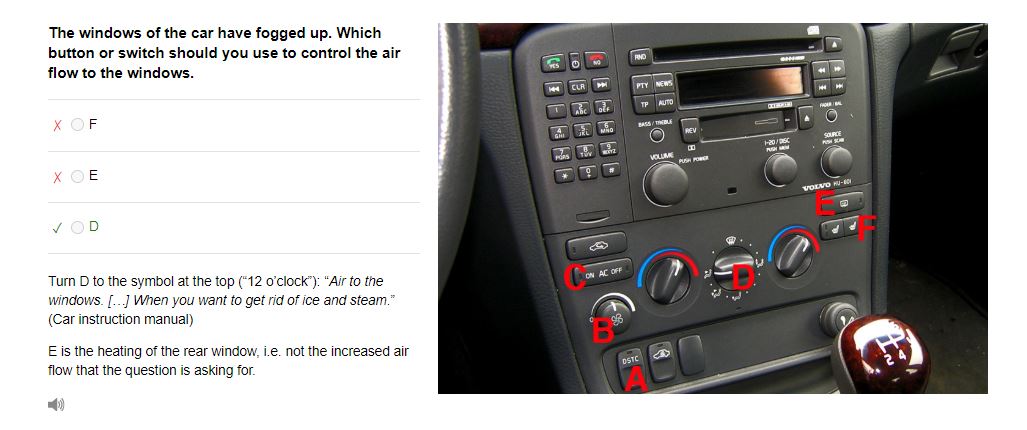 The windows of the car have fogged up. Which
button or switch should you use to control the air
flow to the windows.
X F
X E
✓ D
Turn D to the symbol at the top (“12 o’clock”): “Air to the
windows. […] When you want to get rid of ice and steam.”
(Car instruction manual)
E is the heating of the rear window, i.e. not the increased air
flow that the question is asking for.
YES NO RND
CLR PTY NEWS
1 2 ABC 3 DEF TP AUTO
4 GHI 5 JKL 6 MNO BASS / TREBLE FADER / BAL
7 PQRS 8 TUV 9 WXYZ REV
* 0 #
VOLUME PUSH POWER 1-20 / DISC PUSH MENU SOURCE PUSH SCAN
VOLVO HU-601
E
F
C ON AC OFF D
B 0
A DSTC
R 2 4